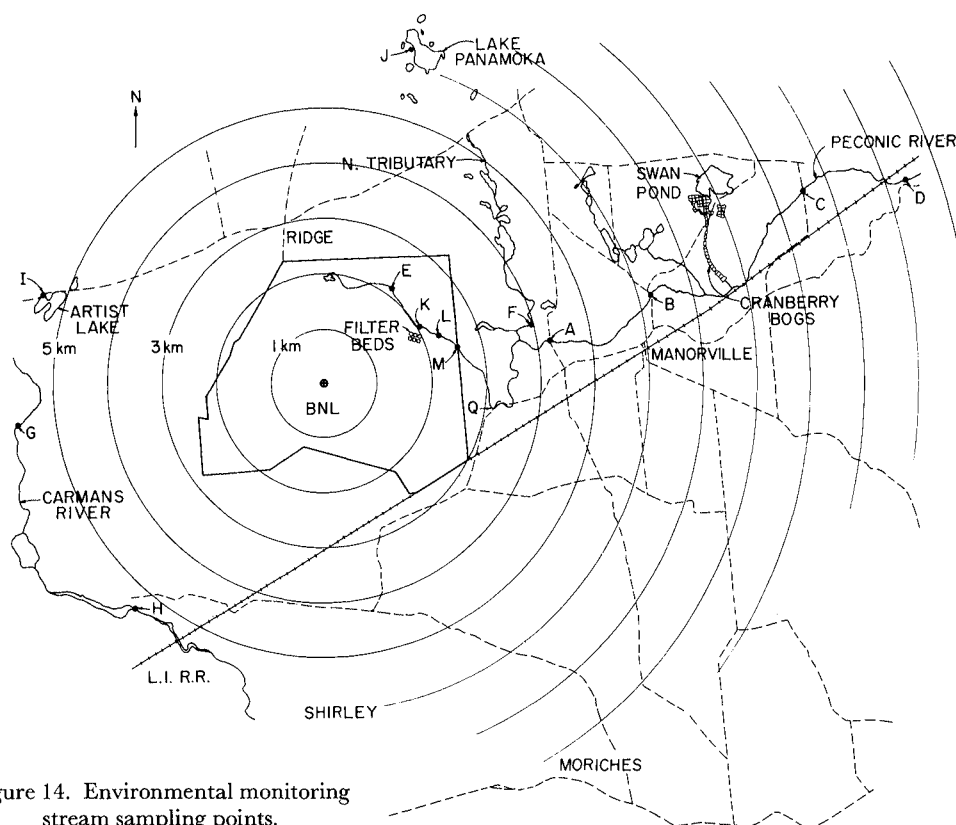 LAKE
PANAMOKA
J
N
PECONIC RIVER
N. TRIBUTARY
SWAN
POND
C
D
RIDGE
I
E
ARTIST
LAKE
K
L
F
A
B
CRANBERRY
BOGS
FILTER
BEDS
5 km
3 km
1 km
M
MANORVILLE
BNL
Q
G
CARMANS
RIVER
H
L.I. R.R.
SHIRLEY
MORICHES
gure 14. Environmental monitoring
stream sampling points.